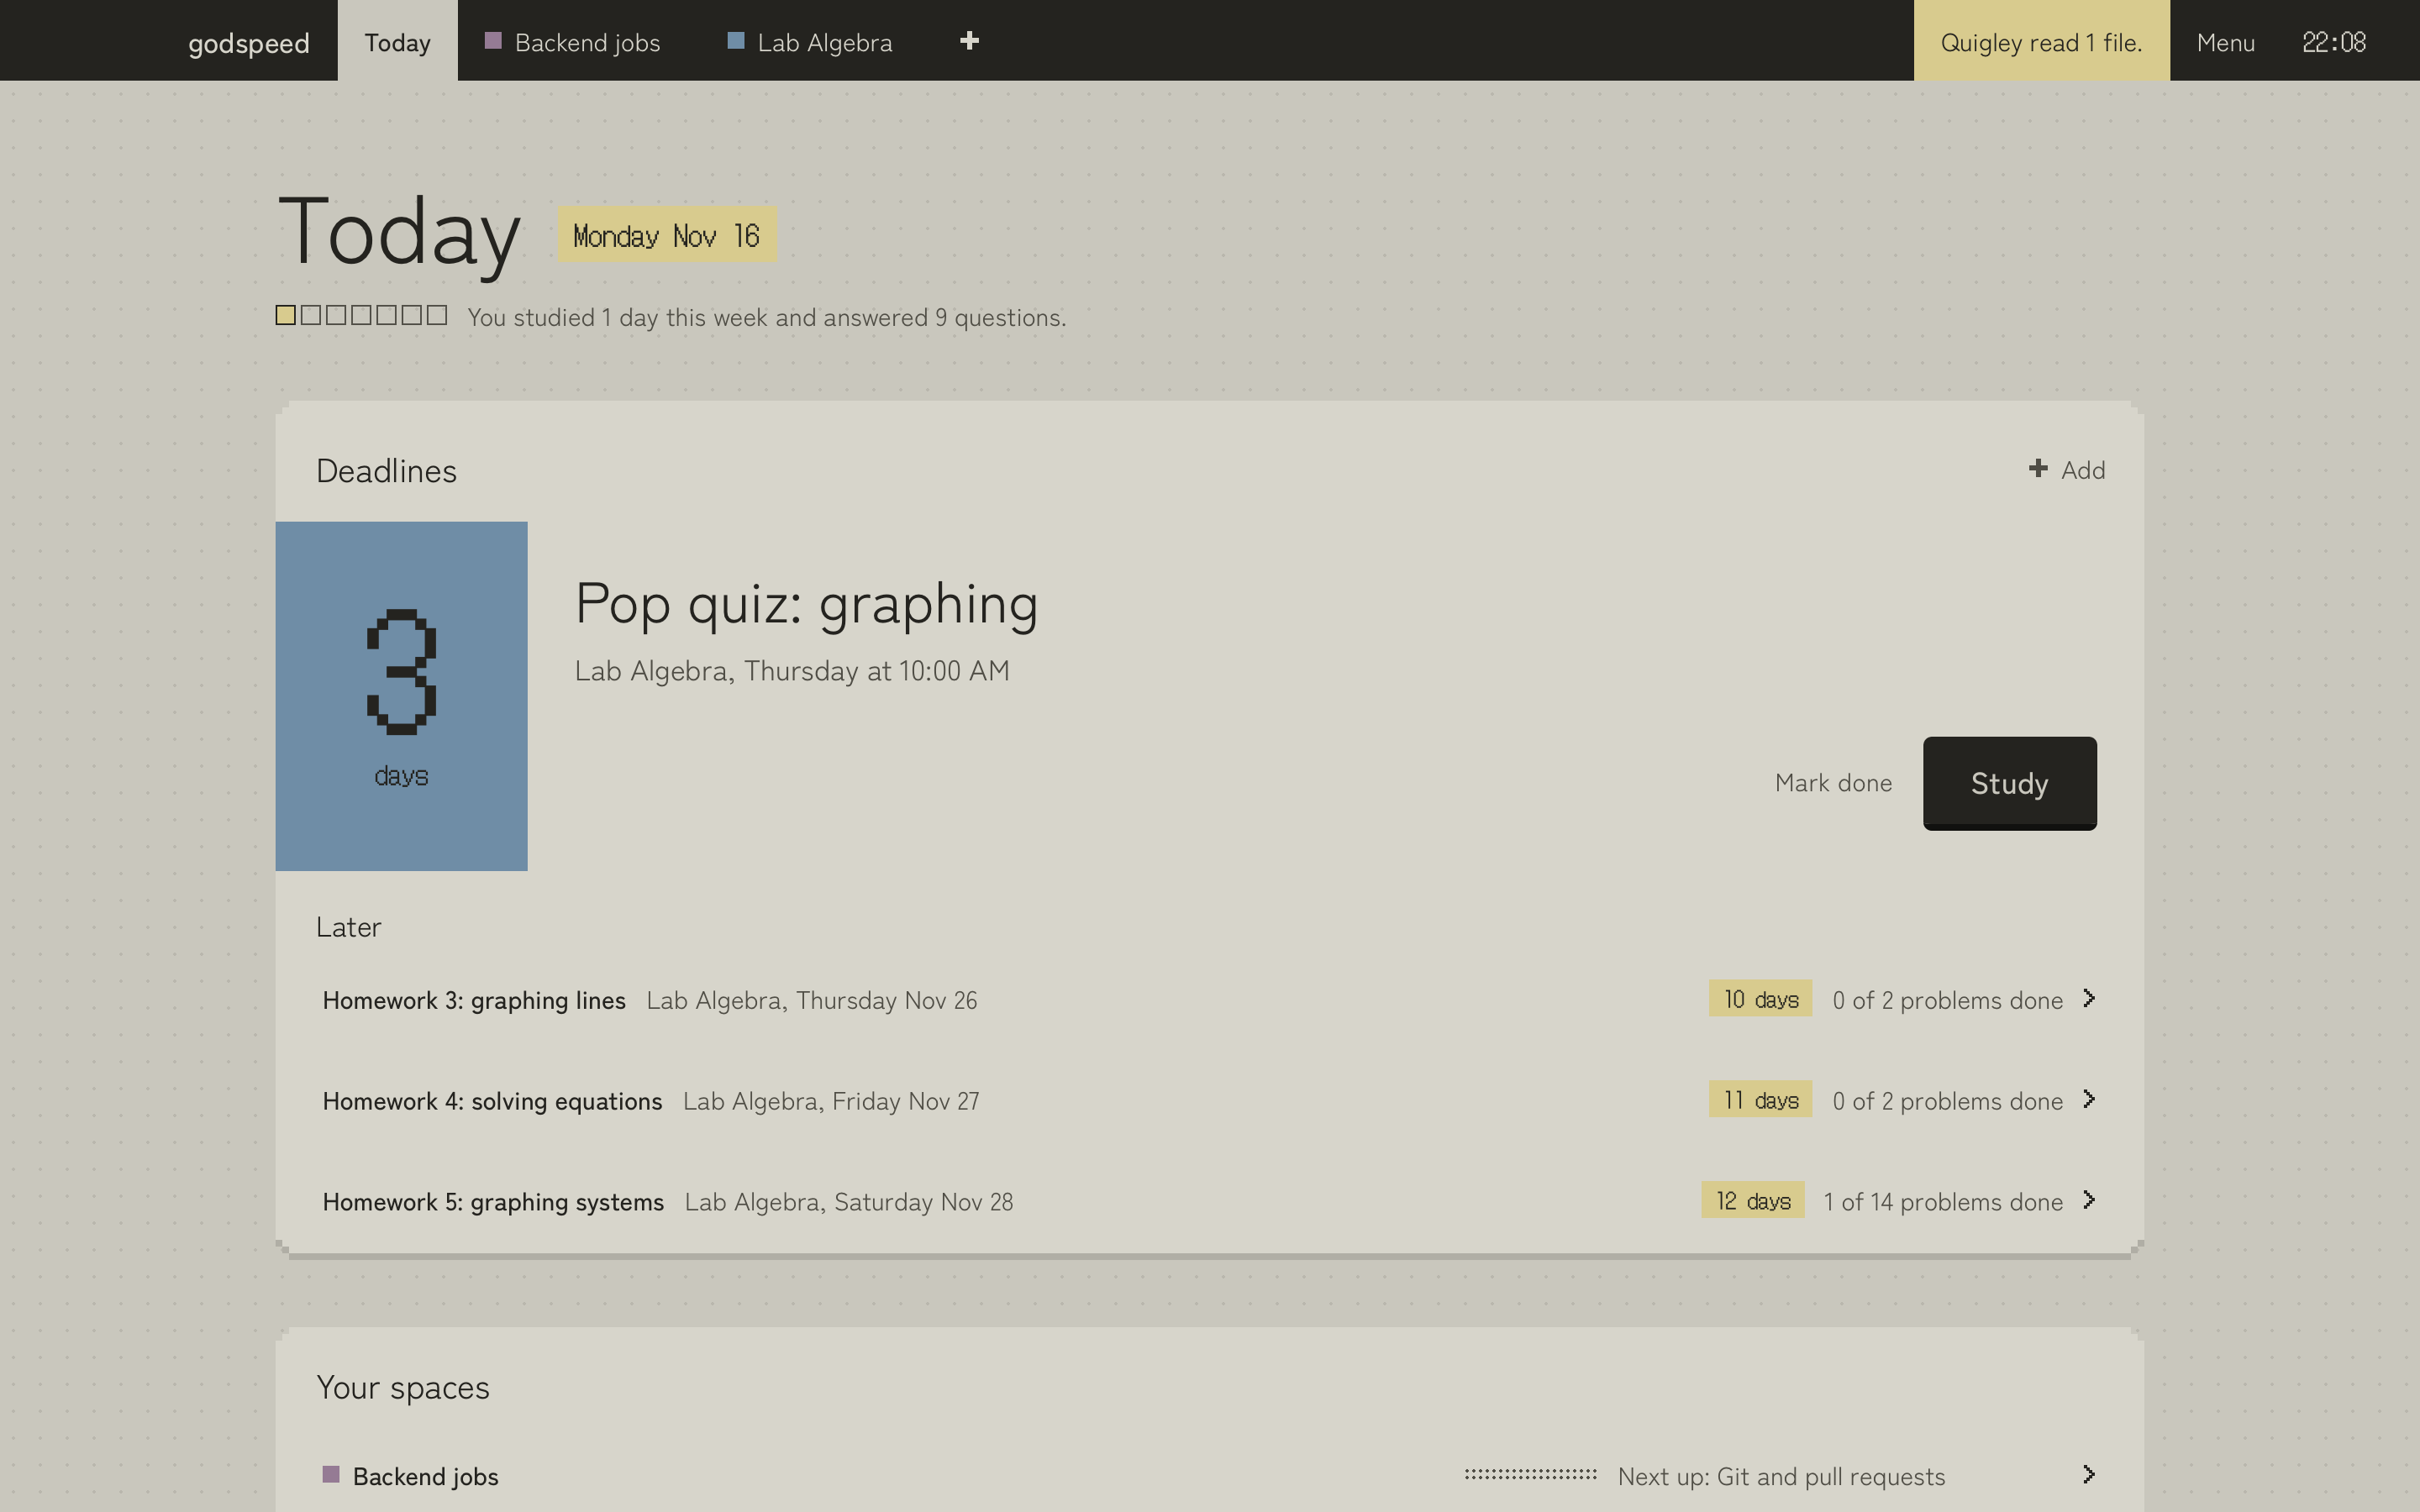 godspeed Today Backend jobs Lab Algebra Quigley read 1 file. Menu 22:08
Today Monday Nov 16
You studied 1 day this week and answered 9 questions.
Deadlines Add
3
days
Pop quiz: graphing
Lab Algebra, Thursday at 10:00 AM
Mark done Study
Later
Homework 3: graphing lines Lab Algebra, Thursday Nov 26 10 days 0 of 2 problems done
Homework 4: solving equations Lab Algebra, Friday Nov 27 11 days 0 of 2 problems done
Homework 5: graphing systems Lab Algebra, Saturday Nov 28 12 days 1 of 14 problems done
Your spaces
Backend jobs Next up: Git and pull requests